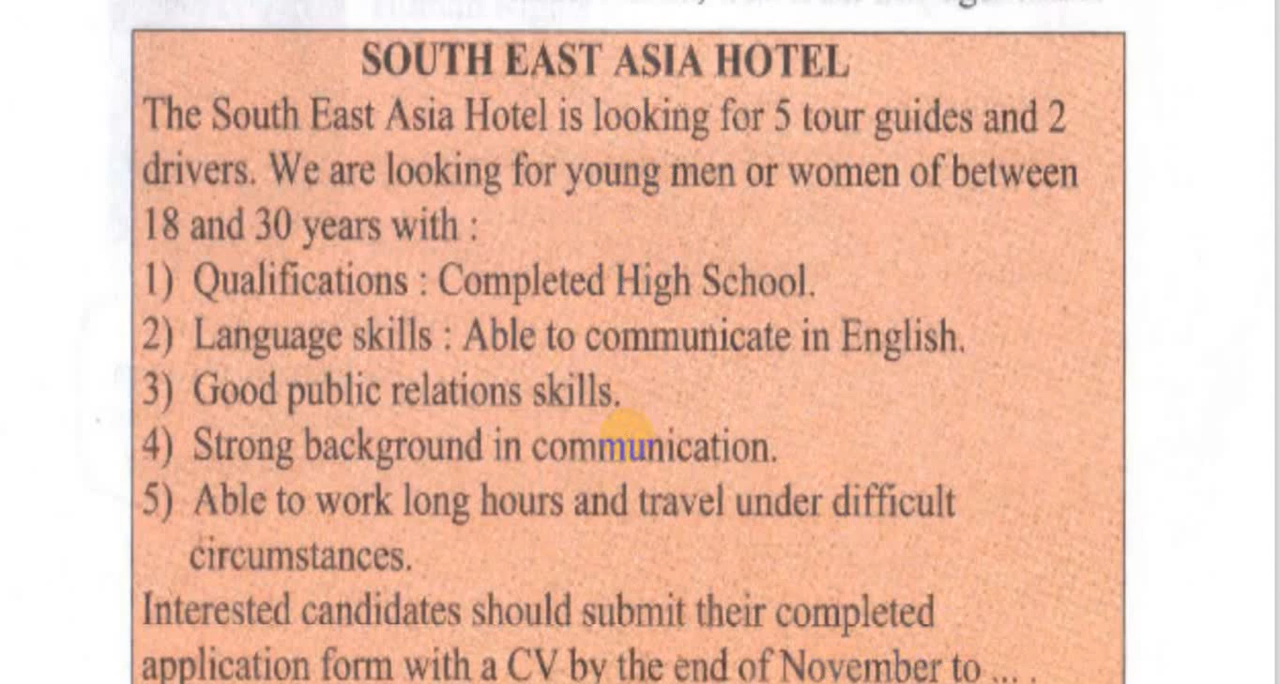 SOUTH EAST ASIA HOTEL
The South East Asia Hotel is looking for 5 tour guides and 2
drivers. We are looking for young men or women of between
18 and 30 years with :
1) Qualifications : Completed High School.
2) Language skills : Able to communicate in English.
3) Good public relations skills.
4) Strong background in communication.
5) Able to work long hours and travel under difficult
circumstances.
Interested candidates should submit their completed
application form with a CV by the end of November to ... .